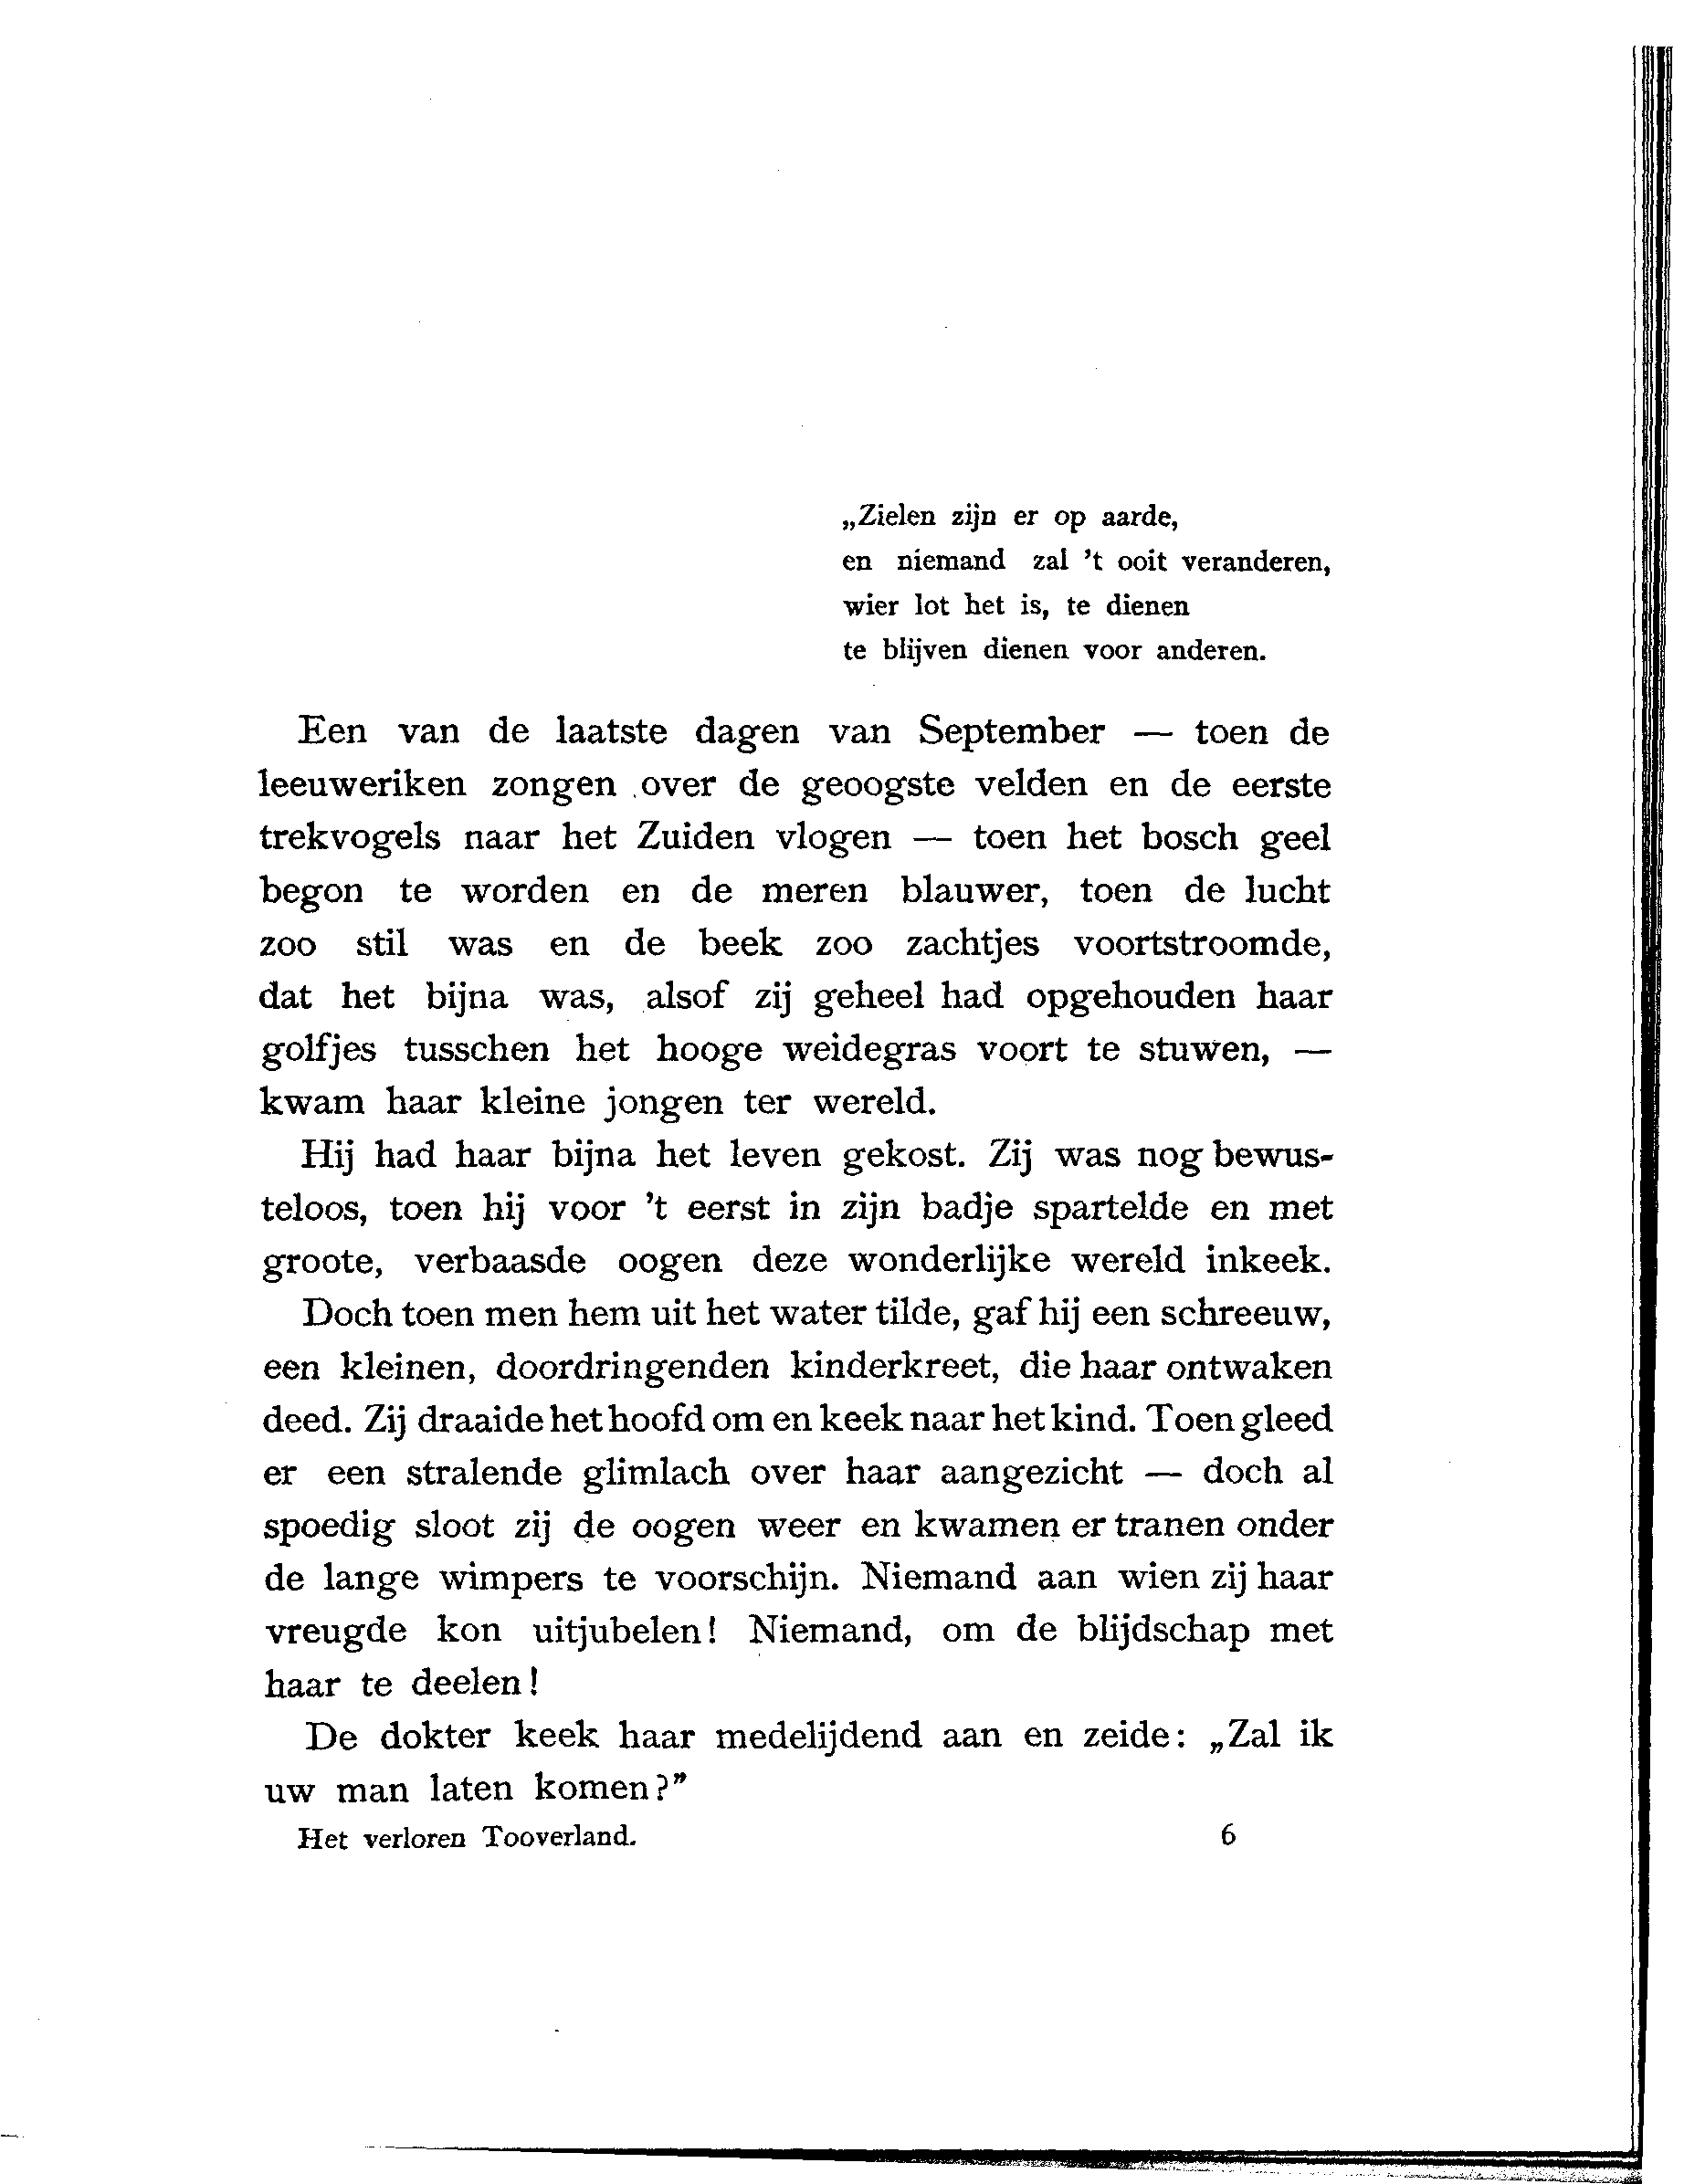 „Zielen zijn er op aarde,
en niemand zal 't ooit veranderen,
wier lot het is, te dienen
te blijven dienen voor anderen.
Een van de laatste dagen van September — toen de
leeuweriken zongen over de geoogste velden en de eerste
trekvogels naar het Zuiden vlogen — toen het bosch geel
begon te worden en de meren blauwer, toen de lucht
zoo stil was en de beek zoo zachtjes voortstroomde,
dat het bijna was, alsof zij geheel had opgehouden haar
golfjes tusschen het hooge weidegras voort te stuwen, —
kwam haar kleine jongen ter wereld.
Hij had haar bijna het leven gekost. Zij was nog bewus-
teloos, toen hij voor 't eerst in zijn badje spartelde en met
groote, verbaasde oogen deze wonderlijke wereld inkeek.
Doch toen men hem uit het water tilde, gaf hij een schreeuw,
een kleinen, doordringenden kinderkreet, die haar ontwaken
deed. Zij draaide het hoofd om en keek naar het kind. Toen gleed
er een stralende glimlach over haar aangezicht — doch al
spoedig sloot zij de oogen weer en kwamen er tranen onder
de lange wimpers te voorschijn. Niemand aan wien zij haar
vreugde kon uitjubelen! Niemand, om de blijdschap met
haar te deelen!
De dokter keek haar medelijdend aan en zeide: „Zal ik
uw man laten komen?”
Het verloren Tooverland. 6